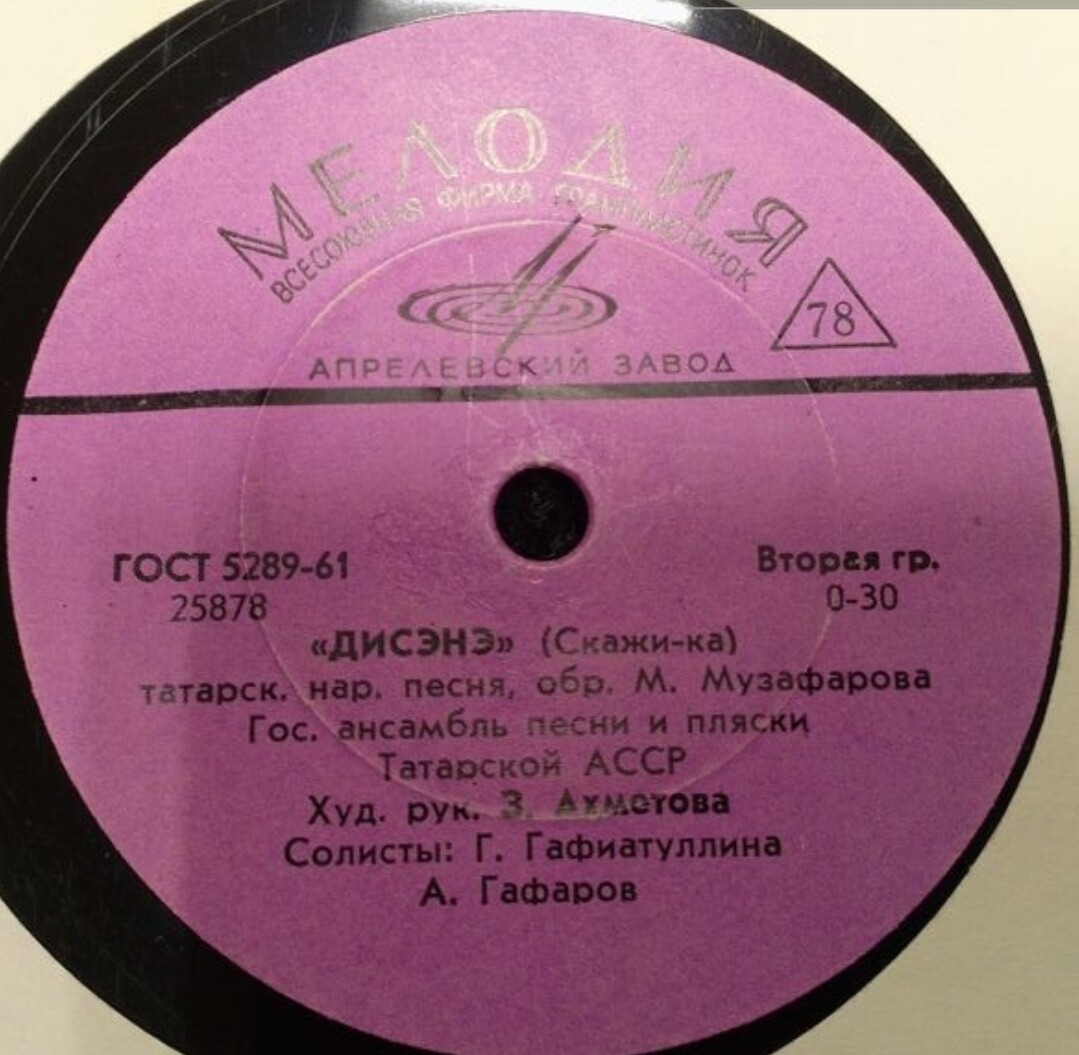 МЕЛОДИЯ
ВСЕСОЮЗНАЯ ФИРМА ГРАМПЛАСТИНОК
78
АПРЕЛЕВСКИЙ ЗАВОД
ГОСТ 5289-61 Вторая гр.
25878 0-30
«ДИСЭНЭ» (Скажи-ка)
татарск. нар. песня, обр. М. Музафарова
Гос. ансамбль песни и пляски
Татарской АССР
Худ. рук. З. Ахметова
Солисты: Г. Гафиатуллина
А. Гафаров